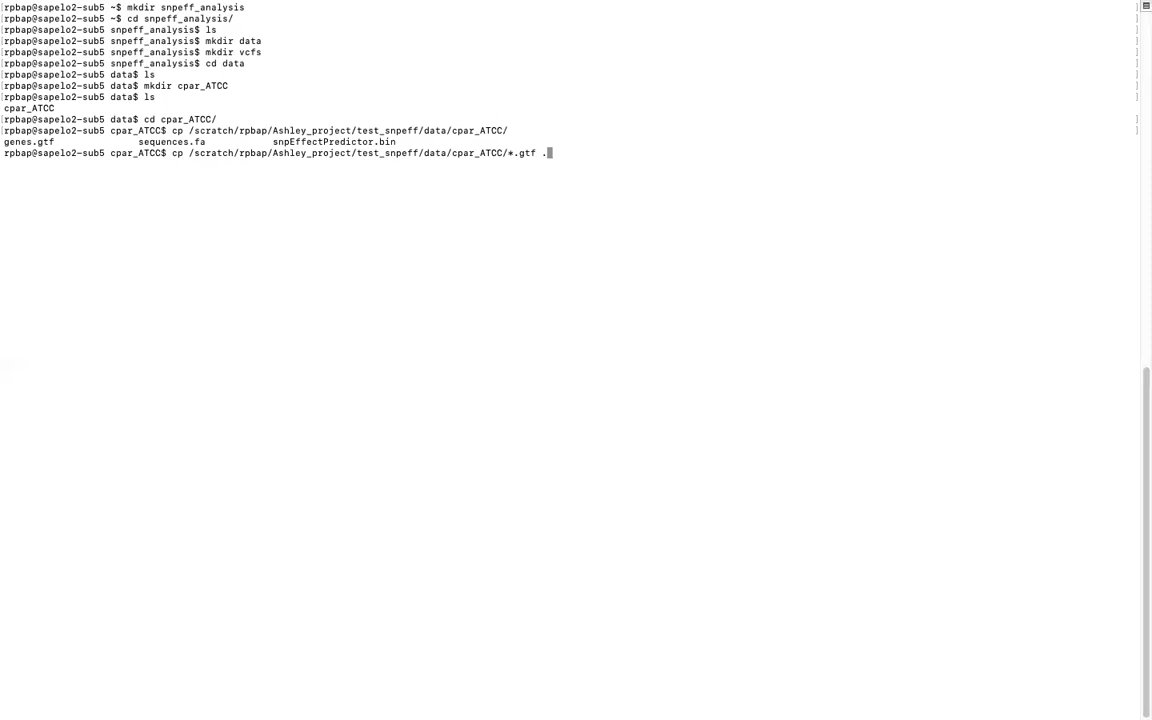 [rpbap@sapelo2-sub5 ~$ mkdir snpeff_analysis ]
[rpbap@sapelo2-sub5 ~$ cd snpeff_analysis/ ]
[rpbap@sapelo2-sub5 snpeff_analysis$ ls ]
[rpbap@sapelo2-sub5 snpeff_analysis$ mkdir data ]
[rpbap@sapelo2-sub5 snpeff_analysis$ mkdir vcfs ]
[rpbap@sapelo2-sub5 snpeff_analysis$ cd data ]
[rpbap@sapelo2-sub5 data$ ls ]
[rpbap@sapelo2-sub5 data$ mkdir cpar_ATCC ]
[rpbap@sapelo2-sub5 data$ ls ]
cpar_ATCC
[rpbap@sapelo2-sub5 data$ cd cpar_ATCC/ ]
[rpbap@sapelo2-sub5 cpar_ATCC$ cp /scratch/rpbap/Ashley_project/test_snpeff/data/cpar_ATCC/ ]
genes.gtf sequences.fa snpEffectPredictor.bin
rpbap@sapelo2-sub5 cpar_ATCC$ cp /scratch/rpbap/Ashley_project/test_snpeff/data/cpar_ATCC/*.gtf .